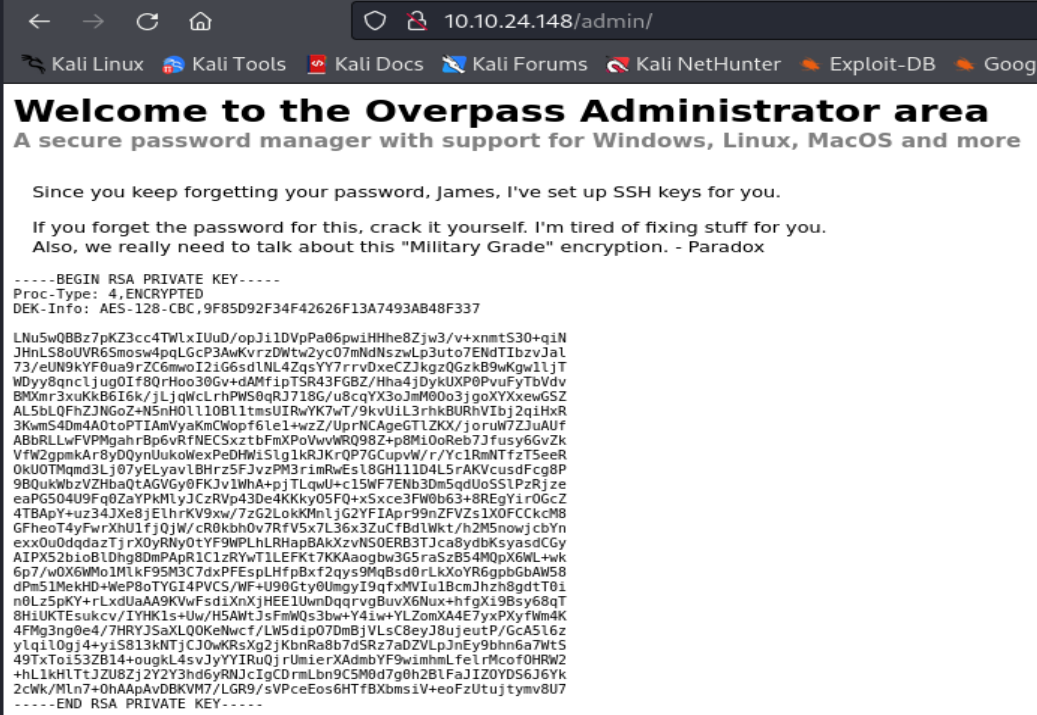 10.10.24.148/admin/
Kali Linux Kali Tools Kali Docs Kali Forums Kali NetHunter Exploit-DB Goog
Welcome to the Overpass Administrator area
A secure password manager with support for Windows, Linux, MacOS and more
Since you keep forgetting your password, James, I've set up SSH keys for you.
If you forget the password for this, crack it yourself. I'm tired of fixing stuff for you.
Also, we really need to talk about this "Military Grade" encryption. - Paradox
-----BEGIN RSA PRIVATE KEY-----
Proc-Type: 4,ENCRYPTED
DEK-Info: AES-128-CBC,9F85D92F34F42626F13A7493AB48F337
LNu5wQBBz7pKZ3cc4TWlxIUuD/opJi1DVpPa06pwiHHhe8Zjw3/v+xnmtS3O+qiN
JHnLS8oUVR6Smosw4pqLGcP3AwKvrzDWtw2ycO7mNdNszwLp3uto7ENdTIbzvJal
73/eUN9kYF0ua9rZC6mwoI2iG6sdlNL4ZqsYY7rrvDxeCZJkgzQGzkB9wKgw1ljT
WDyy8qncljugOIf8QrHoo30Gv+dAMfipTSR43FGBZ/Hha4jDykUXP0PvuFyTbVdv
BMXmr3xuKkB6I6k/jLjqWcLrhPWS0qRJ718G/u8cqYX3oJmM0Oo3jgoXYXxewGSZ
AL5bLQFhZJNGoZ+N5nHOll1OBl1tmsUIRwYK7wT/9kvUiL3rhkBURhVIbj2qiHxR
3KwmS4Dm4AOtoPTIAmVyaKmCWopf6le1+wzZ/UprNCAgeGTlZKX/joruW7ZJuAUf
ABbRLLwFVPMgahrBp6vRfNECSxztbFmXPoVwvWRQ98Z+p8MiOoReb7Jfusy6GvZk
VfW2gpmkAr8yDQynUukoWexPeDHWiSlg1kRJKrQP7GCupvW/r/Yc1RmNTfzT5eeR
OkUOTMqmd3Lj07yELyavlBHrz5FJvzPM3rimRwEsl8GH111D4L5rAKVcusdFcg8P
9BQukWbzVZHbaQtAGVGy0FKJv1WhA+pjTLqwU+c15WF7ENb3Dm5qdUoSSlPzRjze
eaPG5O4U9Fq0ZaYPkMlyJCzRVp43De4KKkyO5FQ+xSxce3FW0b63+8REgYirOGcZ
4TBApY+uz34JXe8jElhrKV9xw/7zG2LokKMnljG2YFIApr99nZFVZs1XOFCCkcM8
GFheoT4yFwrXhU1fjQjW/cR0kbhOv7RfV5x7L36x3ZuCfBdlWkt/h2M5nowjcbYn
exxOuOdqdazTjrXOyRNyOtYF9WPLhLRHapBAkXzvNSOERB3TJca8ydbKsyasdCGy
AIPX52bioBlDhg8DmPApR1C1zRYwT1LEFKt7KKAaogbw3G5raSzB54MQpX6WL+wk
6p7/wOX6WMo1MlkF95M3C7dxPFEspLHfpBxf2qys9MqBsd0rLkXoYR6gpbGbAW58
dPm51MekHD+WeP8oTYGI4PVCS/WF+U90Gty0UmgyI9qfxMVIu1BcmJhzh8gdtT0i
n0Lz5pKY+rLxdUaAA9KVwFsdiXnXjHEE1UwnDqqrvgBuvX6Nux+hfgXi9Bsy68qT
8HiUKTEsukcv/IYHK1s+Uw/H5AWtJsFmWQs3bw+Y4iw+YLZomXA4E7yxPXyfWm4K
4FMg3ng0e4/7HRYJSaXLQOKeNwcf/LW5dipO7DmBjVLsC8eyJ8ujeutP/GcA5l6z
ylqilOgj4+yiS813kNTjCJOwKRsXg2jKbnRa8b7dSRz7aDZVLpJnEy9bhn6a7WtS
49TxToi53ZB14+ougkL4svJyYYIRuQjrUmierXAdmbYF9wimhmLfelrMcofOHRW2
+hL1kHlTtJZU8Zj2Y2Y3hd6yRNJcIgCDrmLbn9C5M0d7g0h2BlFaJIZOYDS6J6Yk
2cWk/Mln7+OhAApAvDBKVM7/LGR9/sVPceEos6HTfBXbmsiV+eoFzUtujtymv8U7
-----END RSA PRIVATE KEY-----